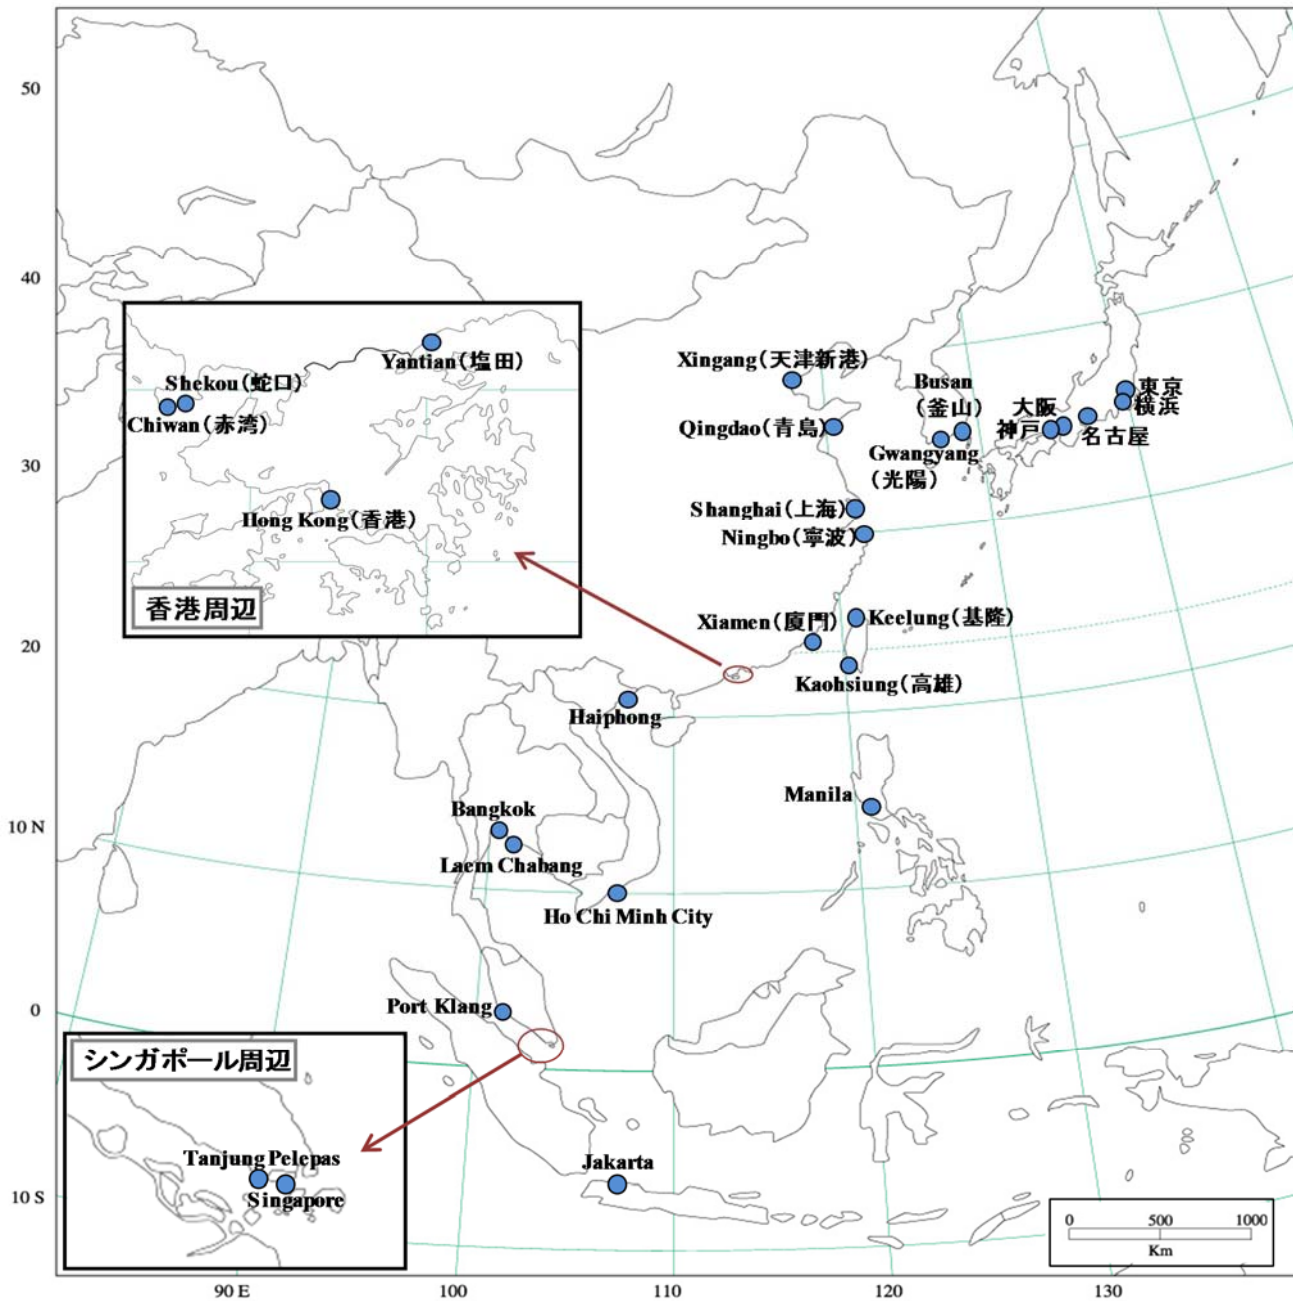 50
40
30
20
10 N
0
10 S
90 E
100
110
120
130
Yantian(塩田)
Shekou(蛇口)
Chiwan(赤湾)
Hong Kong(香港)
香港周辺
Xingang(天津新港)
Qingdao(青島)
Busan
(釜山)
Gwangyang
(光陽)
大阪
神戸
東京
横浜
名古屋
Shanghai(上海)
Ningbo(寧波)
Xiamen(廈門)
Keelung(基隆)
Kaohsiung(高雄)
Haiphong
Manila
Bangkok
Laem Chabang
Ho Chi Minh City
Port Klang
シンガポール周辺
Tanjung Pelepas
Singapore
Jakarta
0 500 1000
Km